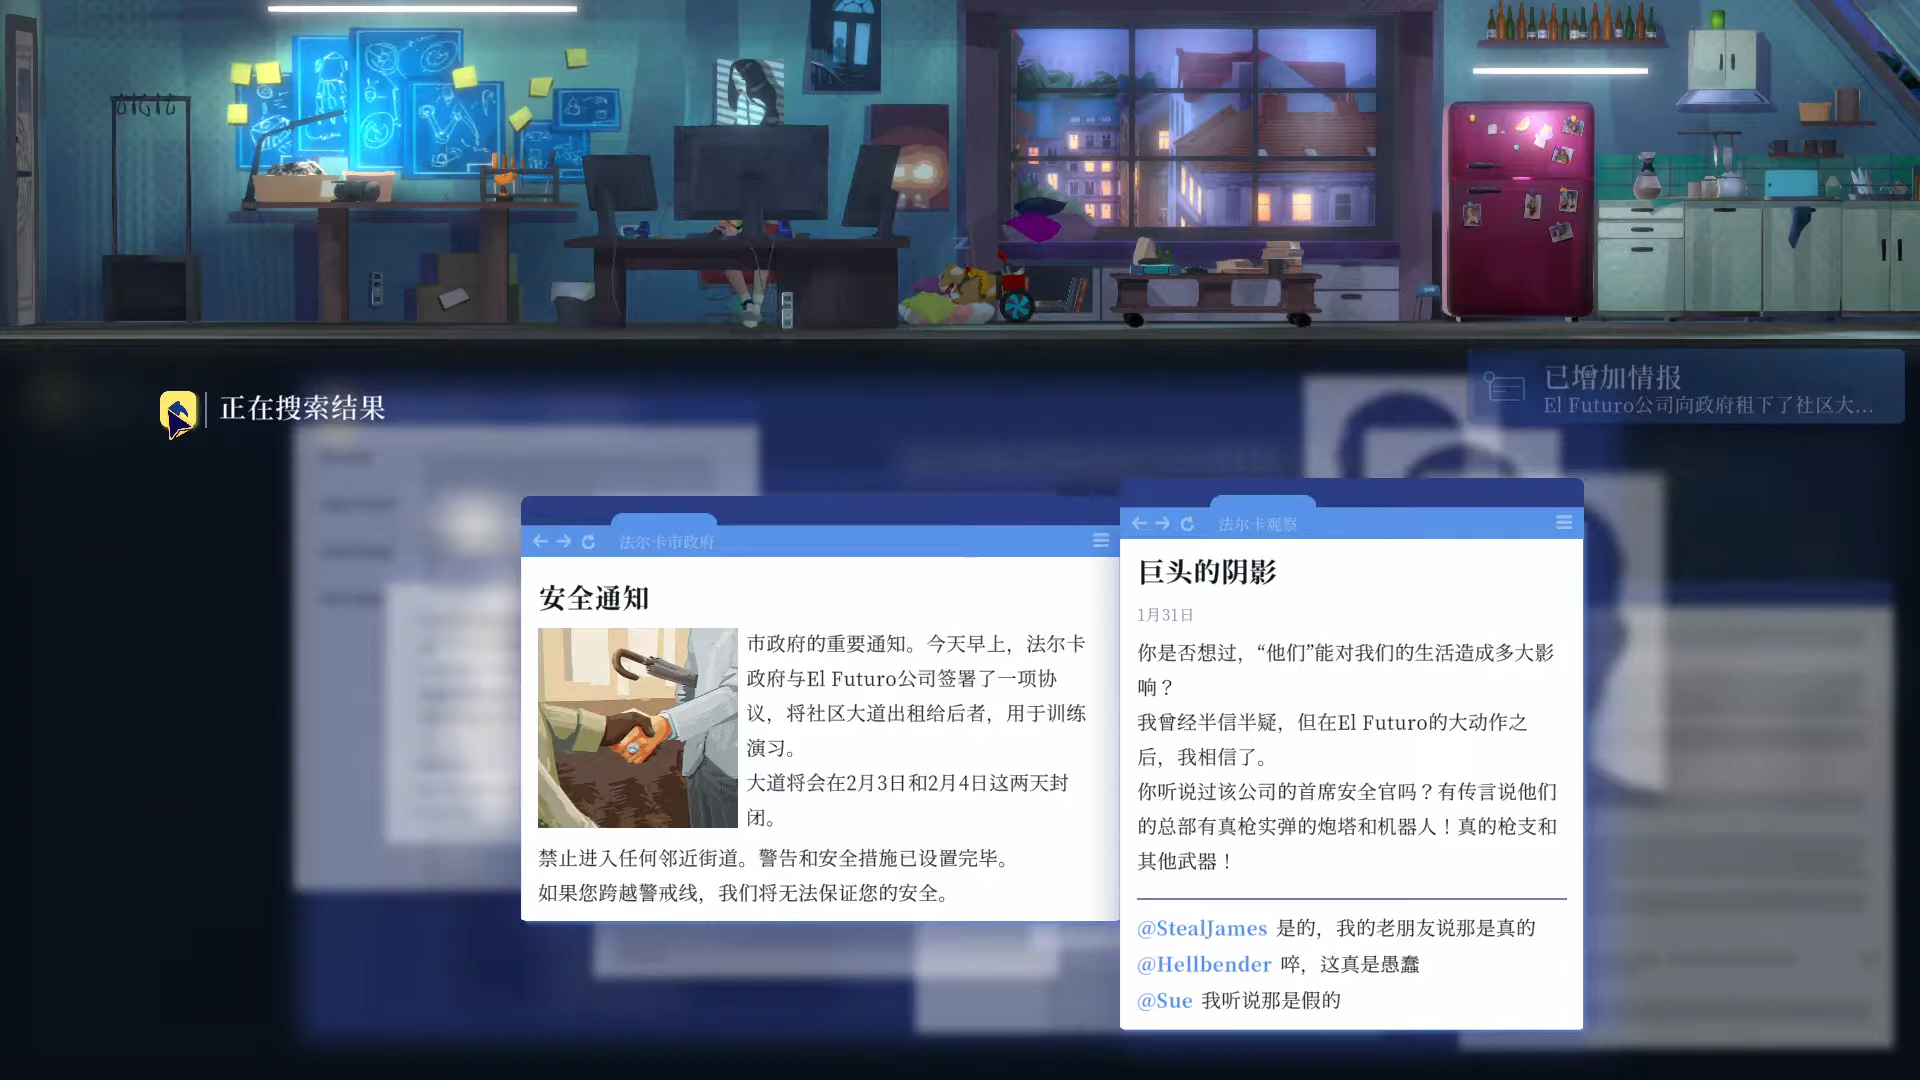 正在搜索结果
已增加情报
El Futuro公司向政府租下了社区大...
法尔卡市政府
安全通知
市政府的重要通知。今天早上，法尔卡
政府与El Futuro公司签署了一项协
议，将社区大道出租给后者，用于训练
演习。
大道将会在2月3日和2月4日这两天封
闭。
禁止进入任何邻近街道。警告和安全措施已设置完毕。
如果您跨越警戒线，我们将无法保证您的安全。
法尔卡观察
巨头的阴影
1月31日
你是否想过，“他们”能对我们的生活造成多大影
响？
我曾经半信半疑，但在El Futuro的大动作之
后，我相信了。
你听说过该公司的首席安全官吗？有传言说他们
的总部有真枪实弹的炮塔和机器人！真的枪支和
其他武器！
@StealJames 是的，我的老朋友说那是真的
@Hellbender 啐，这真是愚蠢
@Sue 我听说那是假的